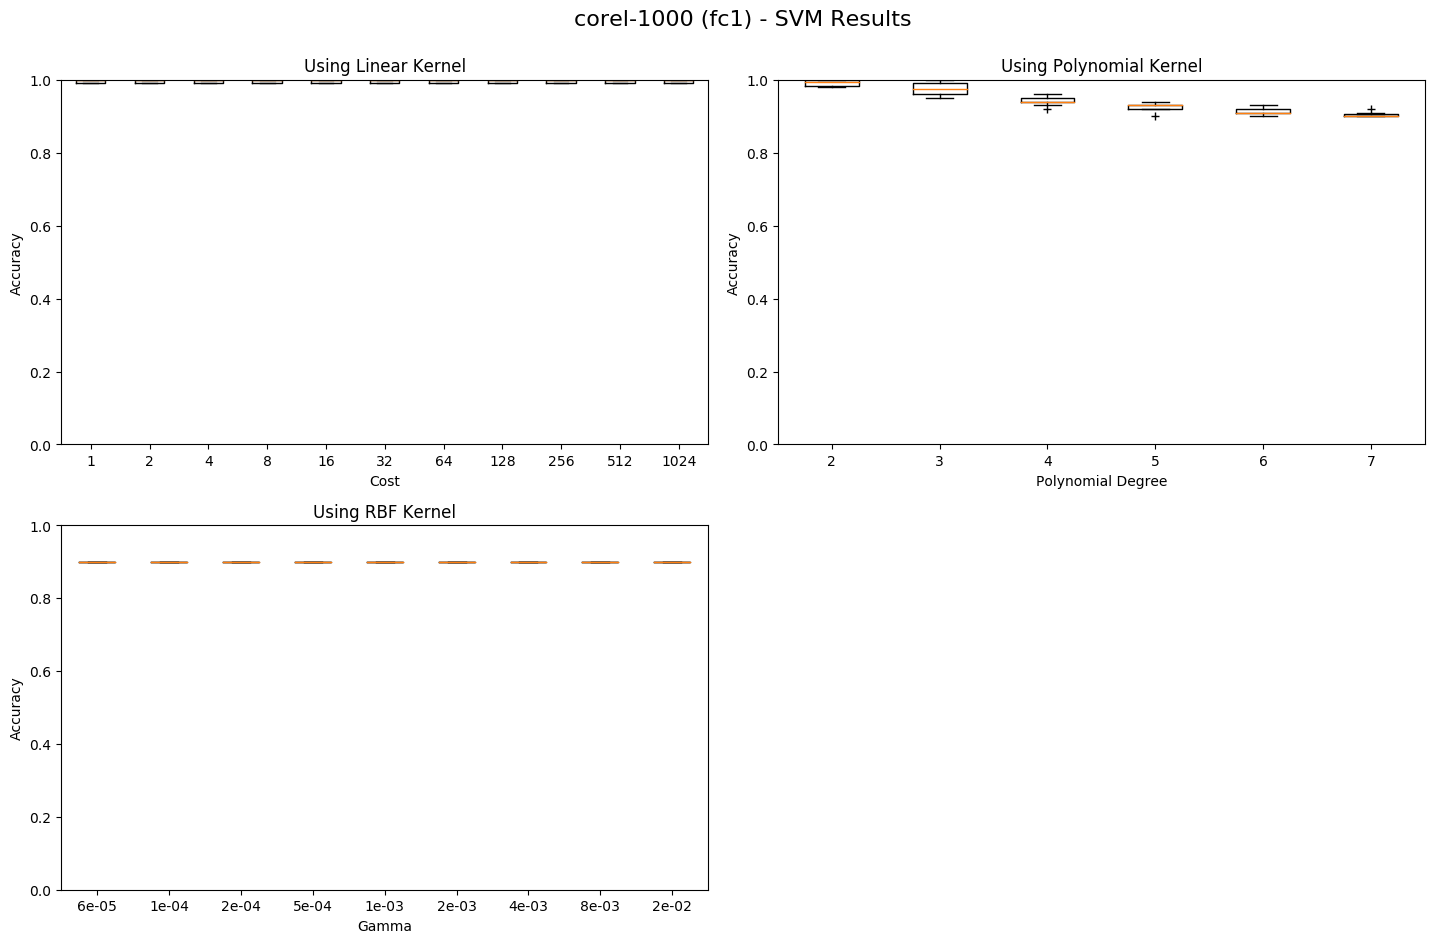 corel-1000 (fc1) - SVM Results
Using Linear Kernel
1.0
0.8
0.6
0.4
0.2
0.0
Accuracy
1 2 4 8 16 32 64 128 256 512 1024
Cost
Using Polynomial Kernel
1.0
0.8
0.6
0.4
0.2
0.0
Accuracy
2 3 4 5 6 7
Polynomial Degree
Using RBF Kernel
1.0
0.8
0.6
0.4
0.2
0.0
Accuracy
6e-05 1e-04 2e-04 5e-04 1e-03 2e-03 4e-03 8e-03 2e-02
Gamma